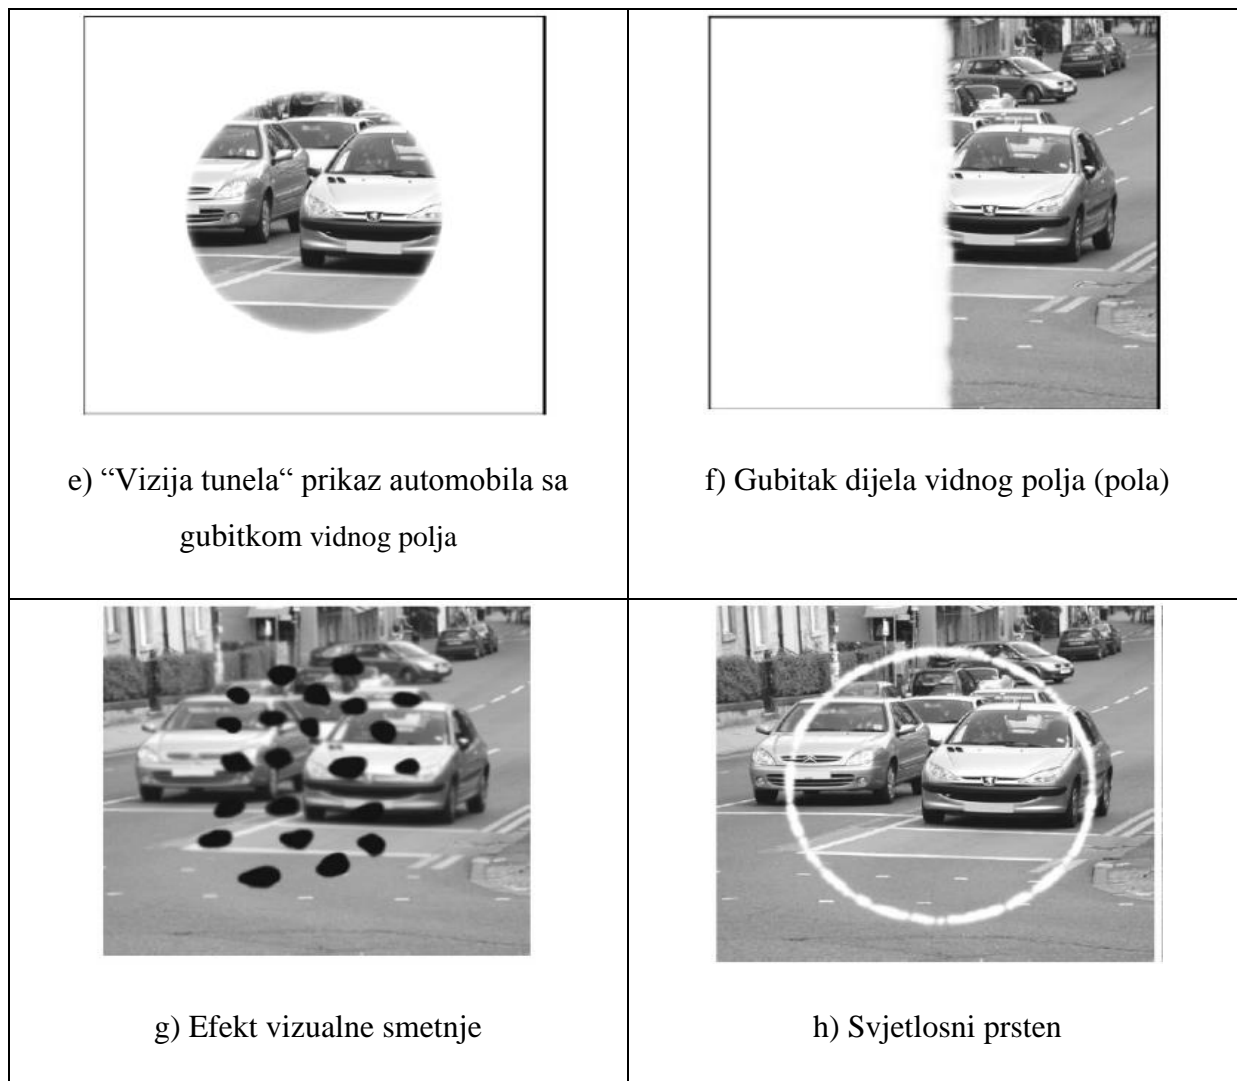 e) “Vizija tunela“ prikaz automobila sa
gubitkom vidnog polja
f) Gubitak dijela vidnog polja (pola)
g) Efekt vizualne smetnje
h) Svjetlosni prsten